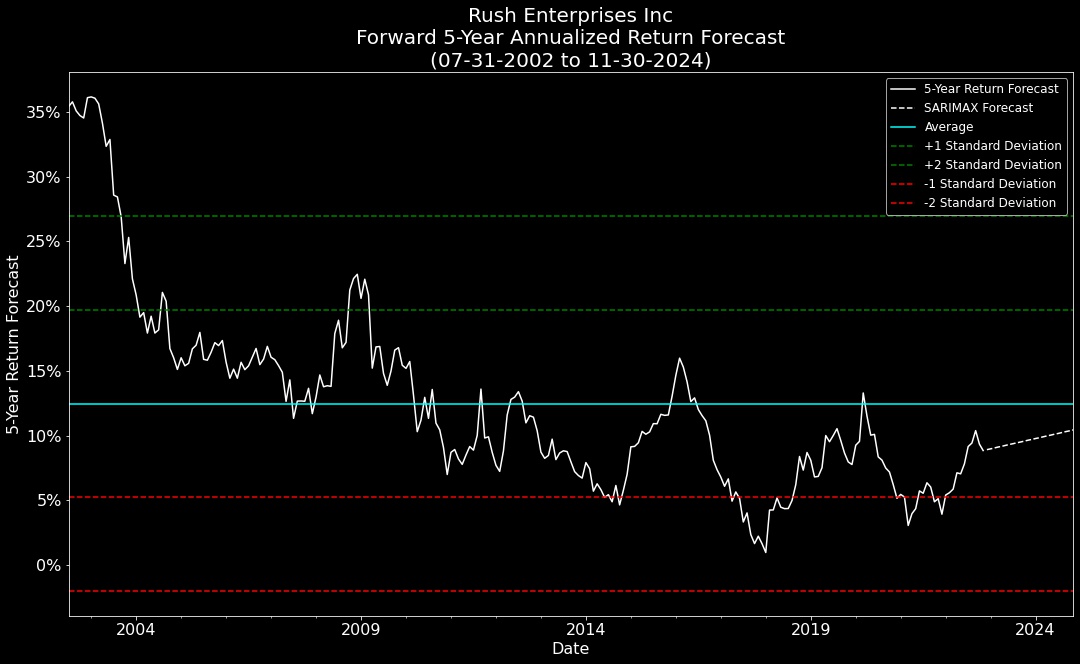 Rush Enterprises Inc
Forward 5-Year Annualized Return Forecast
(07-31-2002 to 11-30-2024)
5-Year Return Forecast
SARIMAX Forecast
Average
+1 Standard Deviation
+2 Standard Deviation
-1 Standard Deviation
-2 Standard Deviation
5-Year Return Forecast
35%
30%
25%
20%
15%
10%
5%
0%
2004
2009
2014
2019
2024
Date